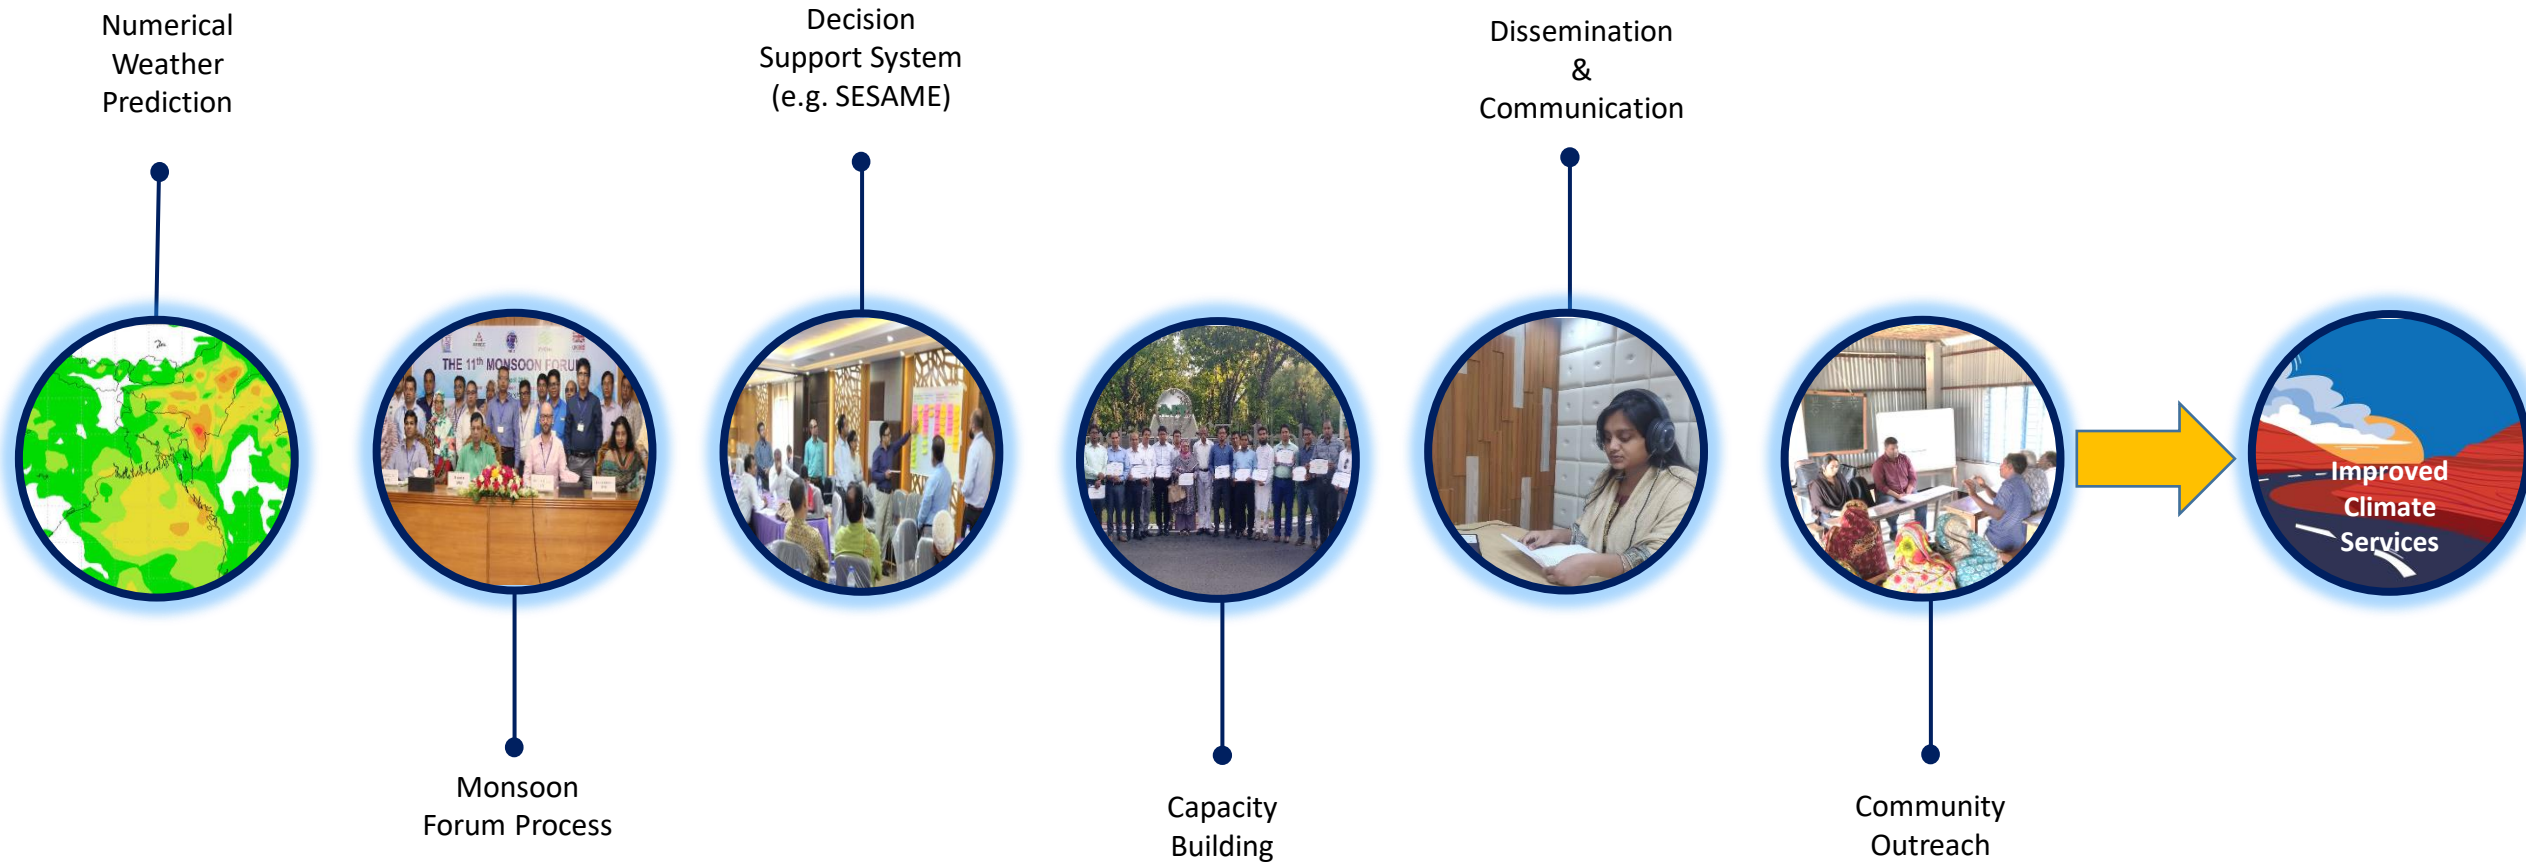 Numerical
Weather
Prediction
Decision
Support System
(e.g. SESAME)
Dissemination
&
Communication
THE 11th MONSOON FORU
Improved
Climate
Services
Monsoon
Forum Process
Capacity
Building
Community
Outreach